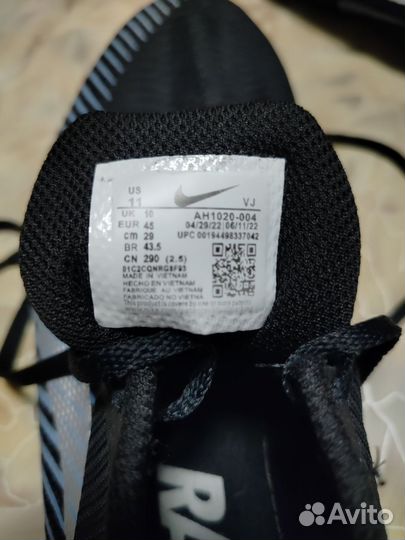 US 11
VJ
UK 10
AH1020-004
EUR 45
04/29/22 06/11/22
cm 29
UPC 00194498337042
BR 43.5
CN 290 (2.5)
01C2CQNRG8F93
MADE IN VIETNAM
HECHO EN VIETNAM
FABRIQUE AU VIETNAM
FABRICADO NO VIETNAM
Avito